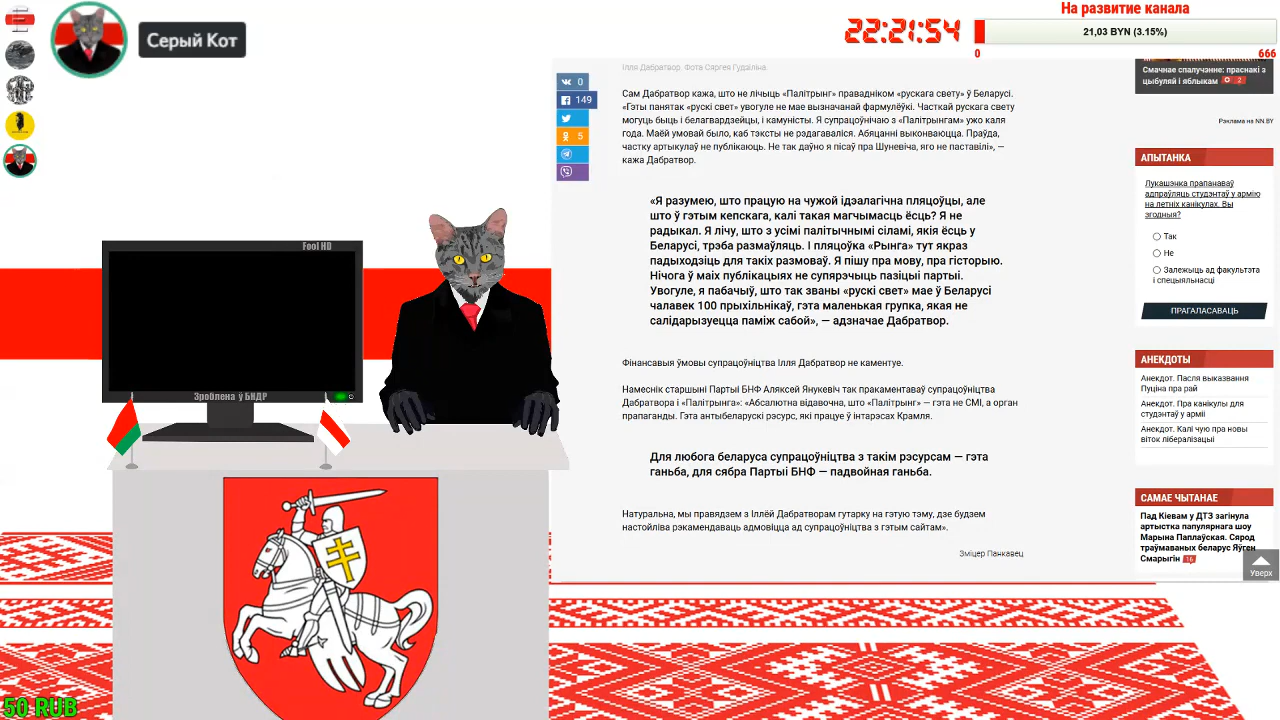 Серый Кот
22:21:54
На развитие канала
21,03 BYN (3.15%)
0
666
Fool HD
Зроблена ў БНДР
50 RUB
0
149
5
Ілля Дабратвор. Фота Сяргея Гудзіліна.
Сам Дабратвор кажа, што не лічыць «Палітрынг» правадніком «рускага свету» ў Беларусі.
«Гэты панятак «рускі свет» увогуле не мае вызначанай фармулёўкі. Часткай рускага свету
могуць быць і белагвардзейцы, і камуністы. Я супрацоўнічаю з «Палітрынгам» ужо каля
года. Маёй умовай было, каб тэксты не рэдагаваліся. Абяцанні выконваюцца. Праўда,
частку артыкулаў не публікаюць. Не так даўно я пісаў пра Шуневіча, яго не паставілі», —
кажа Дабратвор.
«Я разумею, што працую на чужой ідэалагічна пляцоўцы, але
што ў гэтым кепскага, калі такая магчымасць ёсць? Я не
радыкал. Я лічу, што з усімі палітычнымі сіламі, якія ёсць у
Беларусі, трэба размаўляць. І пляцоўка «Рынга» тут якраз
падыходзіць для такіх размоваў. Я пішу пра мову, пра гісторыю.
Нічога ў маіх публікацыях не супярэчыць пазіцыі партыі.
Увогуле, я пабачыў, што так званы «рускі свет» мае ў Беларусі
чалавек 100 прыхільнікаў, гэта маленькая групка, якая не
салідарызуецца паміж сабой», — адзначае Дабратвор.
Фінансавыя ўмовы супрацоўніцтва Ілля Дабратвор не каментуе.
Намеснік старшыні Партыі БНФ Аляксей Янукевіч так пракаментаваў супрацоўніцтва
Дабратвора і «Палітрынга»: «Абсалютна відавочна, што «Палітрынг» — гэта не СМІ, а орган
прапаганды. Гэта антыбеларускі рэсурс, які працуе ў інтарэсах Крамля.
Для любога беларуса супрацоўніцтва з такім рэсурсам — гэта
ганьба, для сябра Партыі БНФ — падвойная ганьба.
Натуральна, мы правядзем з Іллёй Дабратворам гутарку на гэтую тэму, дзе будзем
настойліва рэкамендаваць адмовіцца ад супрацоўніцтва з гэтым сайтам».
Зміцер Панкавец
Смачнае спалучэнне: праснакі з
цыбуляй і яблыкам 2
Рэклама на NN.BY
АПЫТАНКА
Лукашэнка прапанаваў
адпраўляць студэнтаў у армію
на летніх канікулах. Вы
згодныя?
Так
Не
Залежыць ад факультэта
і спецыяльнасці
ПРАГАЛАСАВАЦЬ
АНЕКДОТЫ
Анекдот. Пасля выказвання
Пуціна пра рай
Анекдот. Пра канікулы для
студэнтаў у арміі
Анекдот. Калі чую пра новы
віток лібералізацыі
САМАЕ ЧЫТАНАЕ
Пад Кіевам у ДТЗ загінула
артыстка папулярнага шоу
Марына Паплаўская. Сярод
траўмаваных беларус Яўген
Смарыгін 16
Уверх